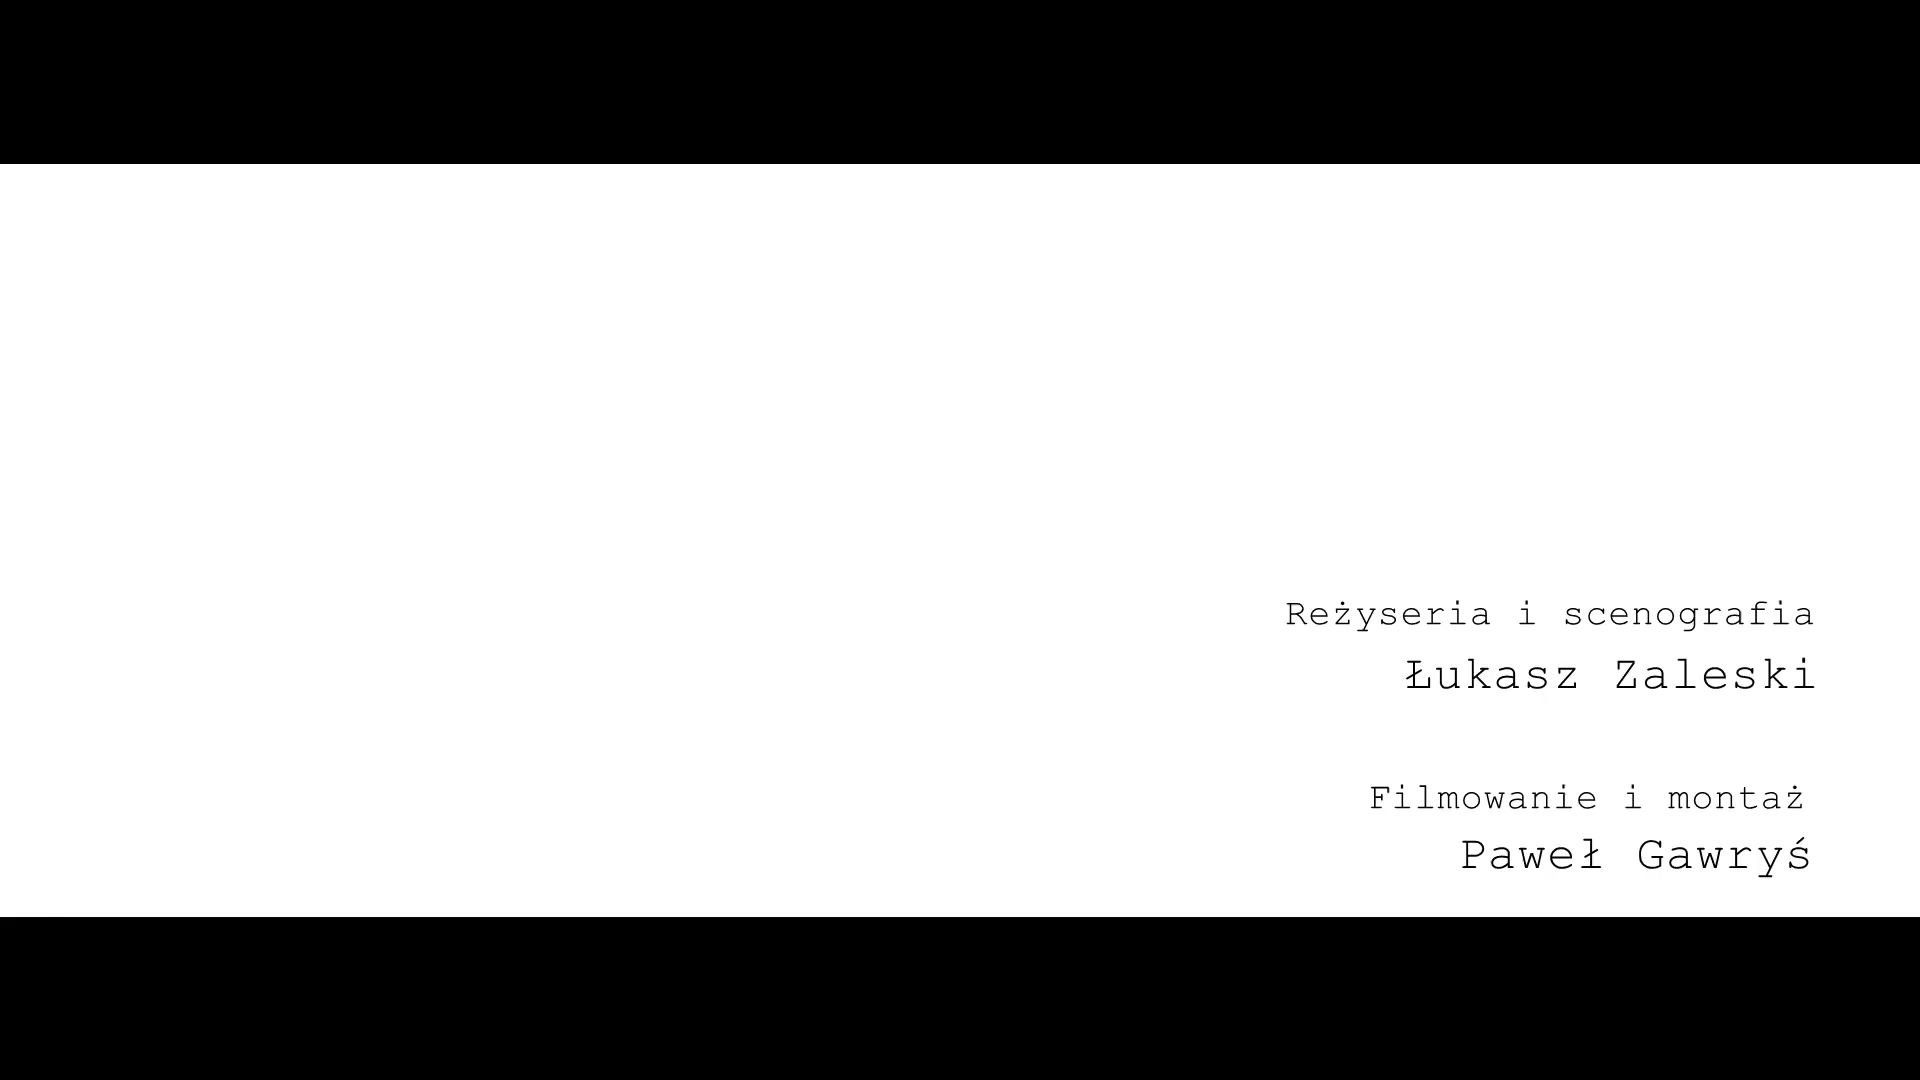 Reżyseria i scenografia
Łukasz Zaleski
Filmowanie i montaż
Paweł Gawryś